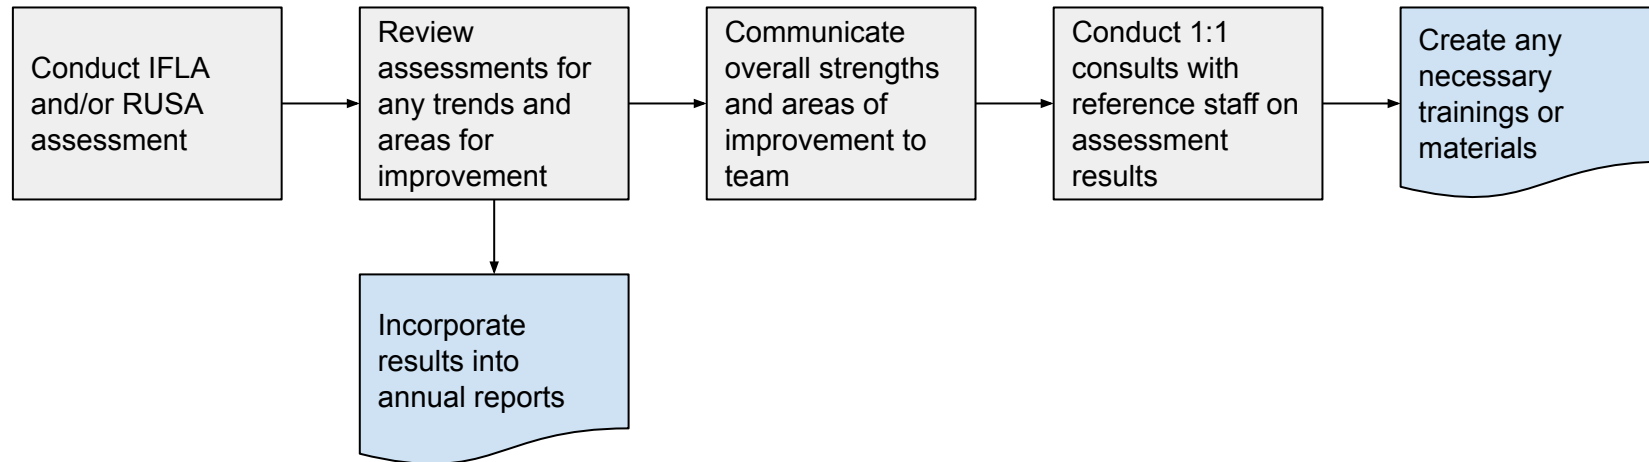 Conduct IFLA
and/or RUSA
assessment
Review
assessments for
any trends and
areas for
improvement
Communicate
overall strengths
and areas of
improvement to
team
Conduct 1:1
consults with
reference staff on
assessment
results
Create any
necessary
trainings or
materials
Incorporate
results into
annual reports